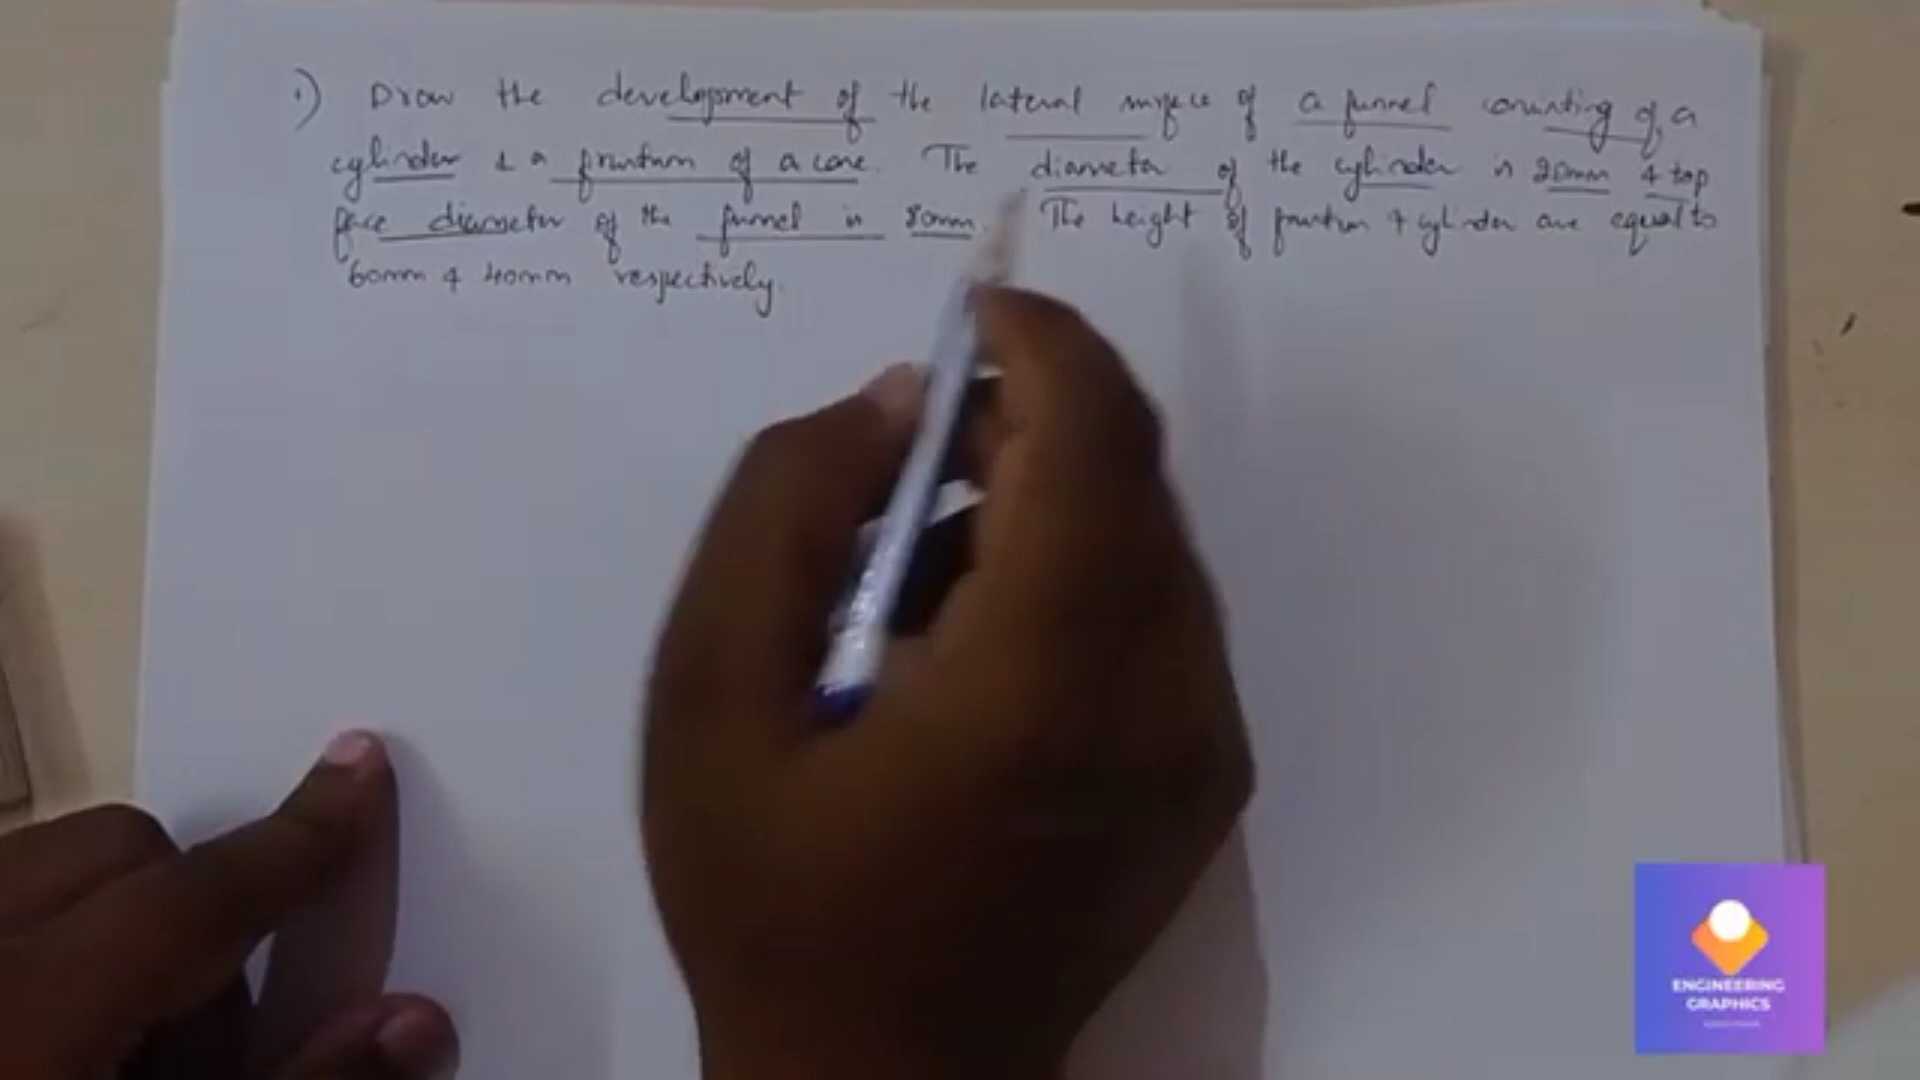 1) Draw the development of the lateral surface of a funnel consisting of a
cylinder & a frustum of a cone. The diameter of the cylinder is 20mm & top
face diameter of the funnel is 80mm. The height of frustum & cylinder are equal to
60mm & 40mm respectively.
ENGINEERING
GRAPHICS